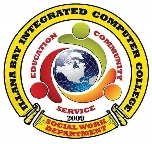 ILLANA BAY INTEGRATED COMPUTER COLLEGE
EDUCATION
COMMUNITY
SERVICE
2009
SOCIAL WORK
DEPARTMENT